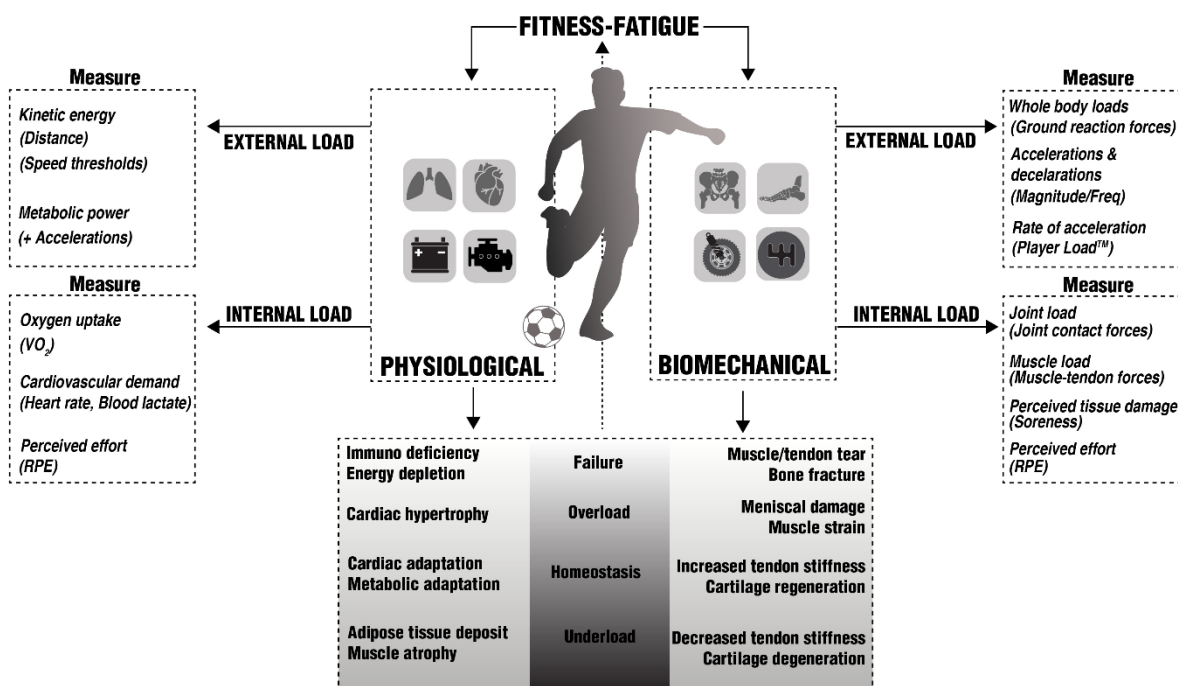 FITNESS-FATIGUE
Measure
Kinetic energy
(Distance)
(Speed thresholds)
Metabolic power
(+ Accelerations)
EXTERNAL LOAD
Measure
Oxygen uptake
(VO₂)
Cardiovascular demand
(Heart rate, Blood lactate)
Perceived effort
(RPE)
INTERNAL LOAD
PHYSIOLOGICAL
+ -
BIOMECHANICAL
EXTERNAL LOAD
Measure
Whole body loads
(Ground reaction forces)
Accelerations &
decelarations
(Magnitude/Freq)
Rate of acceleration
(Player Load™)
INTERNAL LOAD
Measure
Joint load
(Joint contact forces)
Muscle load
(Muscle-tendon forces)
Perceived tissue damage
(Soreness)
Perceived effort
(RPE)
Immuno deficiency
Energy depletion
Failure
Muscle/tendon tear
Bone fracture
Cardiac hypertrophy
Overload
Meniscal damage
Muscle strain
Cardiac adaptation
Metabolic adaptation
Homeostasis
Increased tendon stiffness
Cartilage regeneration
Adipose tissue deposit
Muscle atrophy
Underload
Decreased tendon stiffness
Cartilage degeneration